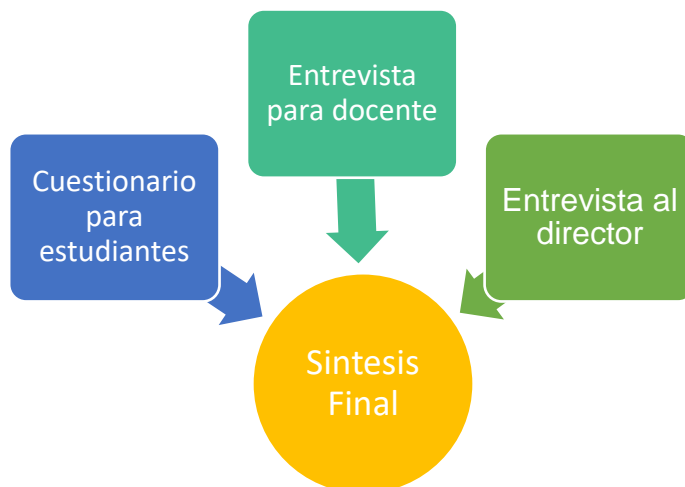 Entrevista
para docente
Cuestionario
para
estudiantes
Entrevista al
director
Sintesis
Final